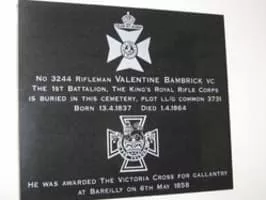 No 3244 RIFLEMAN VALENTINE BAMBRICK VC
THE 1ST BATTALION, THE KING'S ROYAL RIFLE CORPS
IS BURIED IN THIS CEMETERY, PLOT LL/G COMMON 3731
BORN 13.4.1837 DIED 1.4.1864
HE WAS AWARDED THE VICTORIA CROSS FOR GALLANTRY
AT BAREILLY ON 6TH MAY 1858